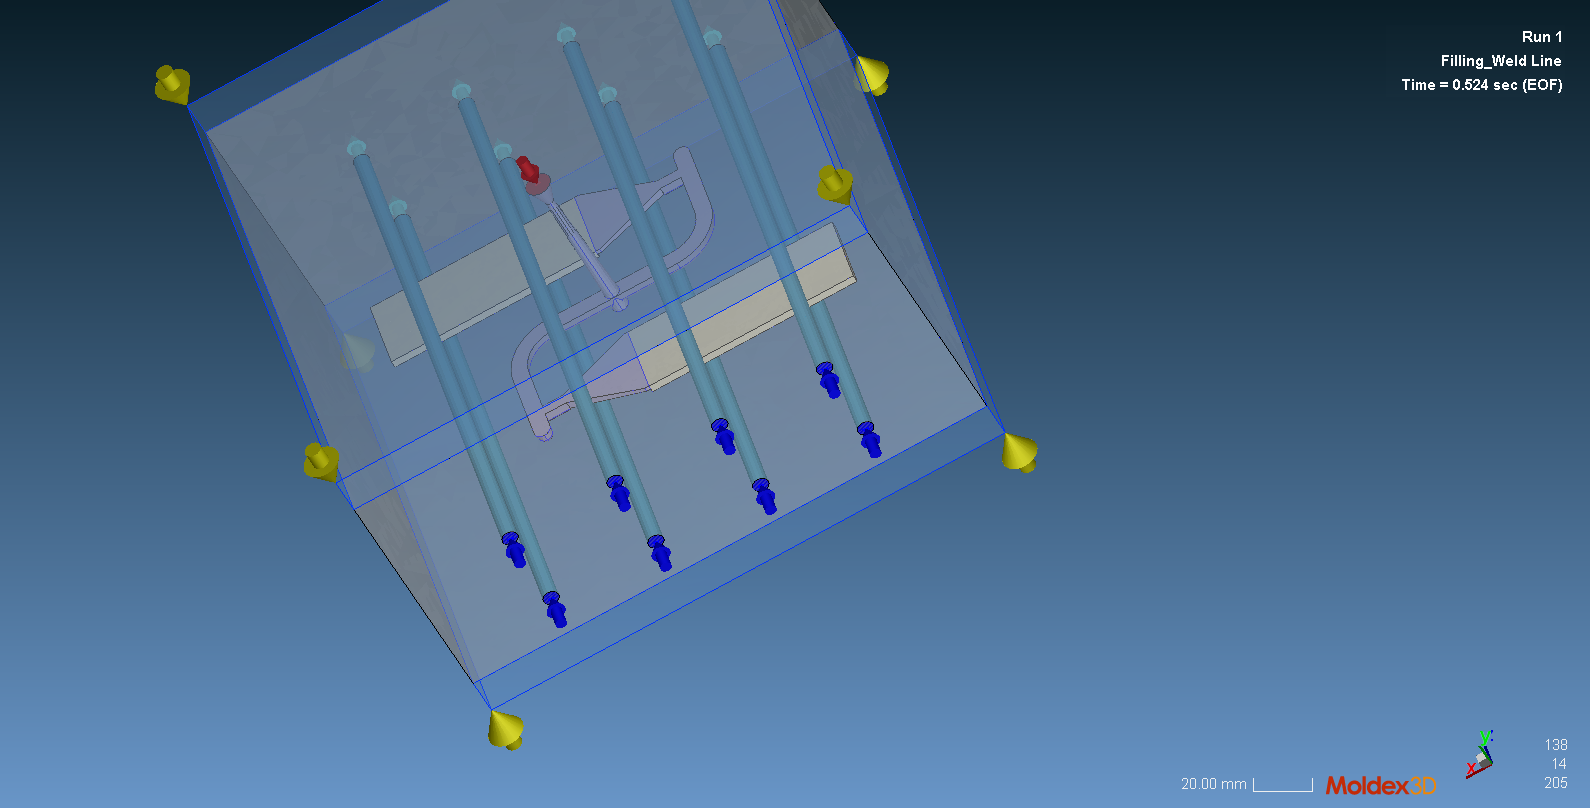 Run 1
Filling_Weld Line
Time = 0.524 sec (EOF)
Y
X
138
14
20.00 mm
Moldex3D
205